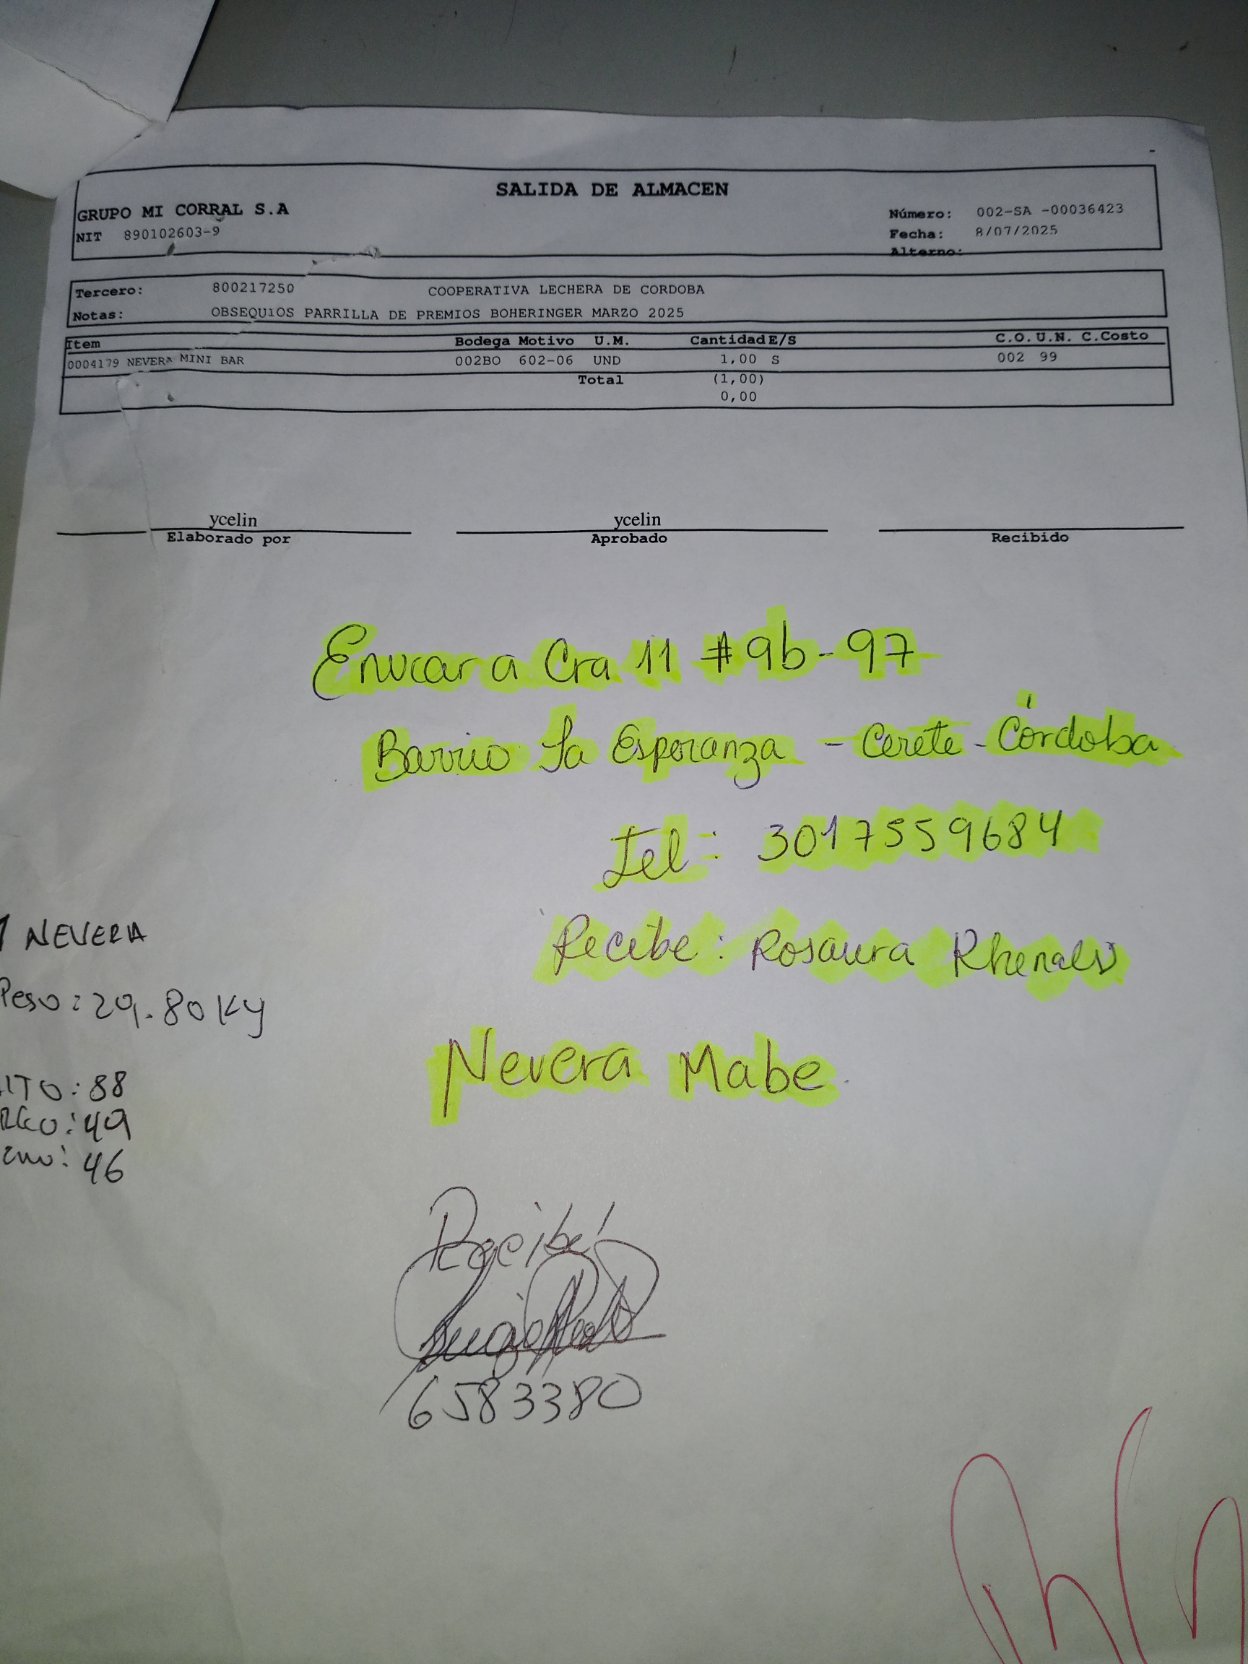 SALIDA DE ALMACEN
GRUPO MI CORRAL S.A
NIT 890102603-9
Número: 002-SA -00036423
Fecha: 8/07/2025
Alterno:
Tercero: 800217250 COOPERATIVA LECHERA DE CORDOBA
Notas: OBSEQUIOS PARRILLA DE PREMIOS BOHERINGER MARZO 2025
Item Bodega Motivo U.M. Cantidad E/S C.O. U.N. C.Costo
0004179 NEVERA MINI BAR 002BO 602-06 UND 1,00 S 002 99
Total (1,00)
0,00
ycelin ycelin
Elaborado por Aprobado Recibido
Enviar a Cra 11 #9b-97
Barrio La Esperanza - Cereté - Córdoba
Tel: 3017559684
Recibe: Rosaura Rhenals
Nevera Mabe
1 NEVERA
Peso: 29.80 Kg
LTO: 88
RGO: 49
46
Recibí
6583380